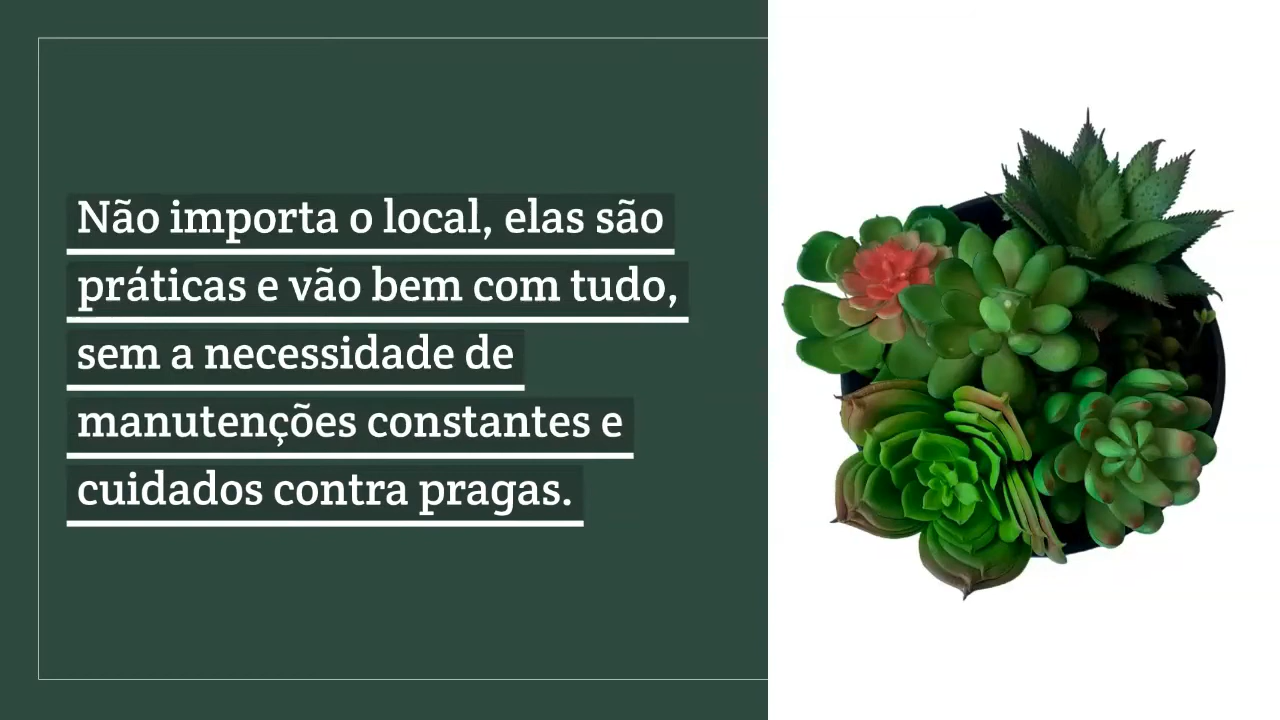 Não importa o local, elas são
práticas e vão bem com tudo,
sem a necessidade de
manutenções constantes e
cuidados contra pragas.